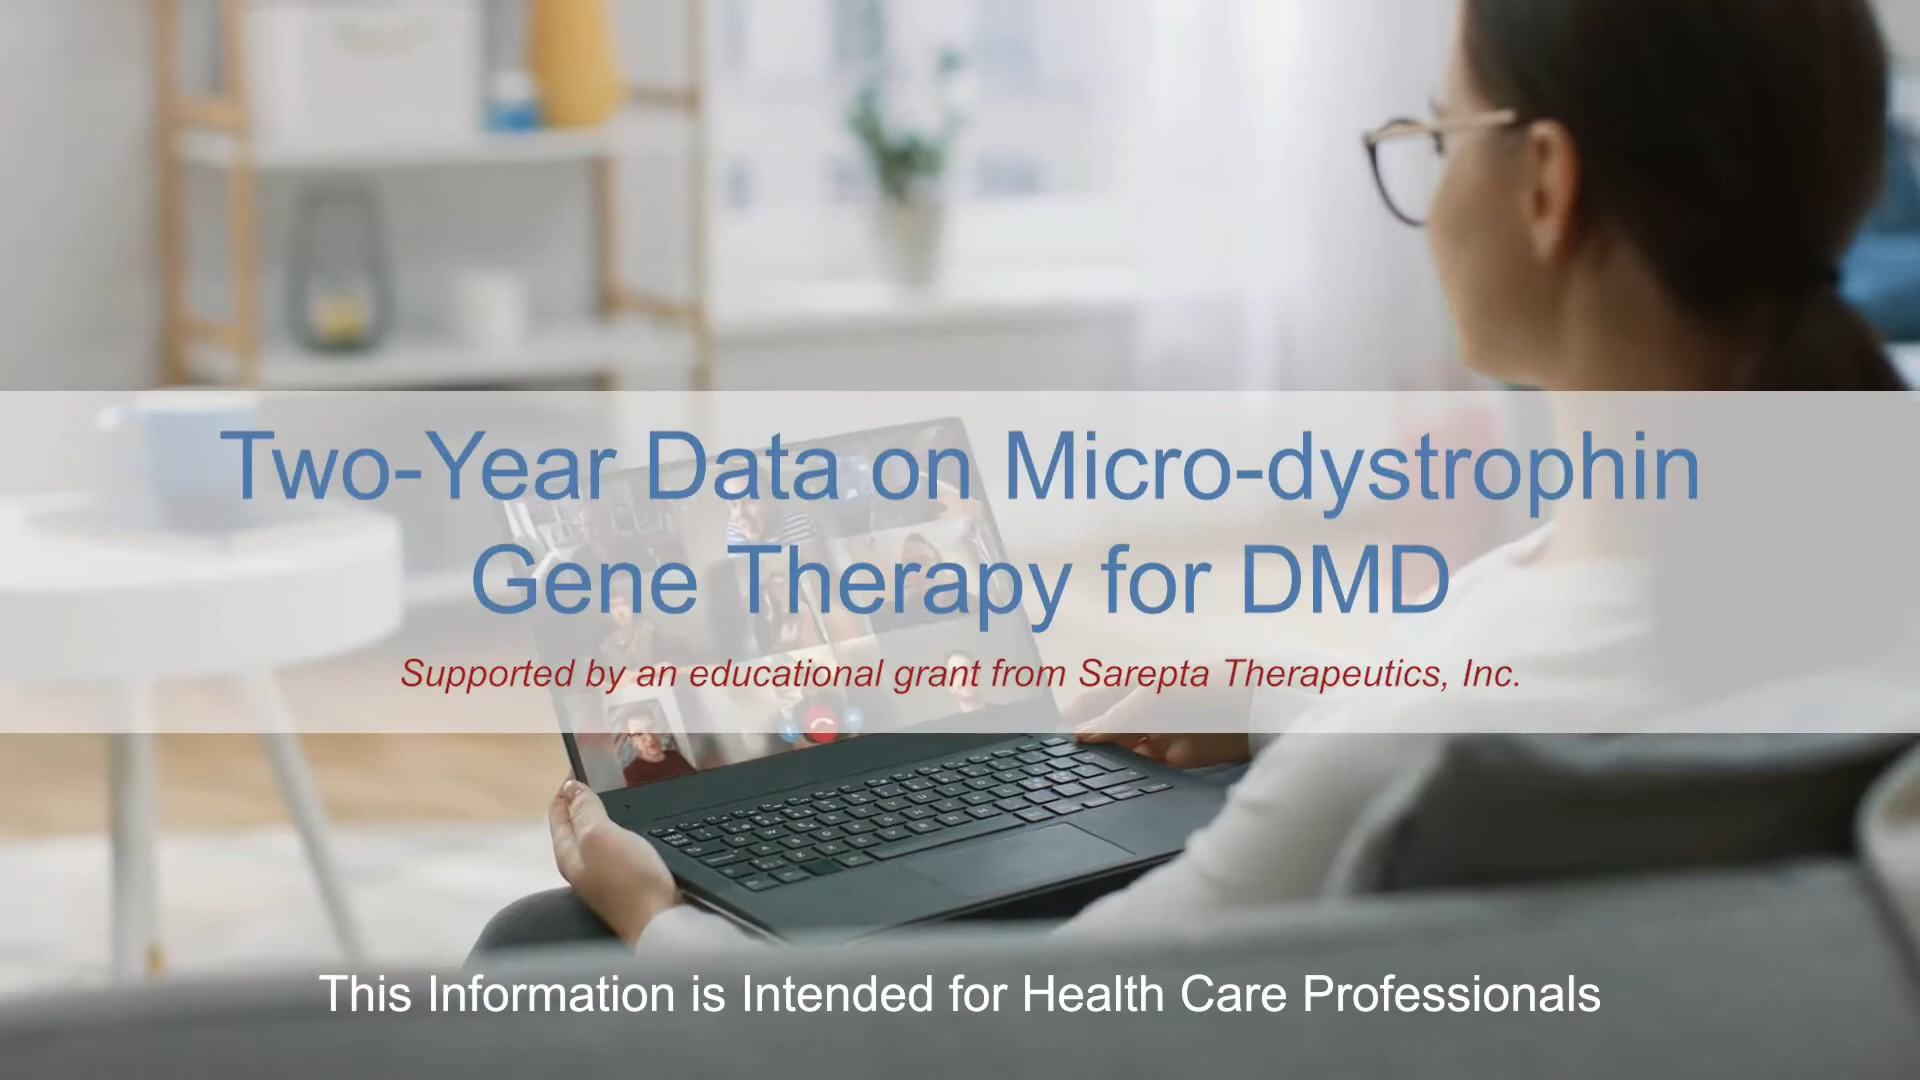 Two-Year Data on Micro-dystrophin
Gene Therapy for DMD
Supported by an educational grant from Sarepta Therapeutics, Inc.
This Information is Intended for Health Care Professionals